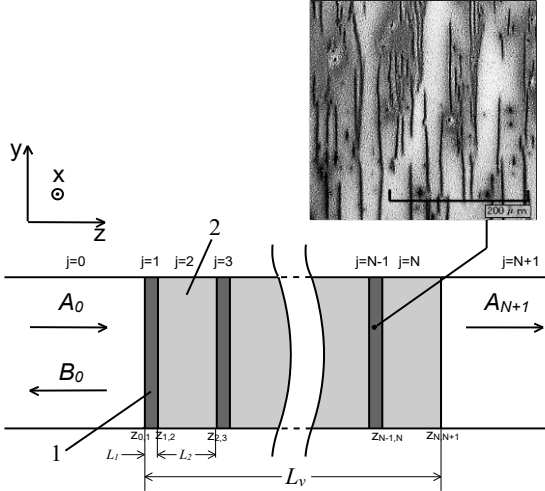 200 μm
y
x
z
2
j=0 j=1 j=2 j=3 j=N-1 j=N j=N+1
A0 AN+1
B0
1
z0,1 z1,2 z2,3 zN-1,N zN,N+1
L1 L2
Lv